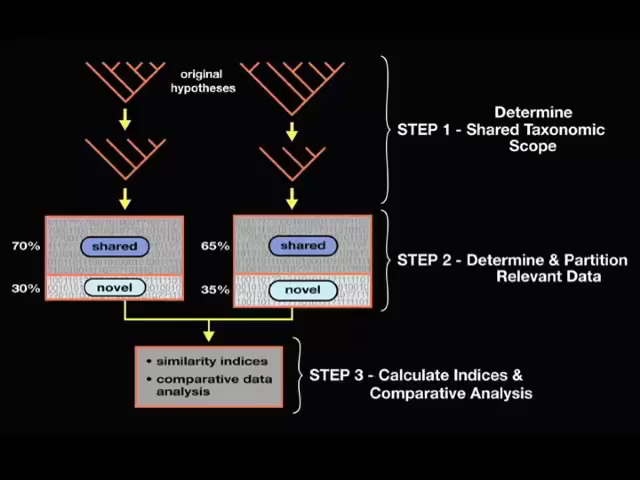 original
hypotheses
Determine
STEP 1 - Shared Taxonomic
Scope
70%
shared
65%
shared
30%
novel
35%
novel
STEP 2 - Determine & Partition
Relevant Data
• similarity indices
• comparative data
analysis
STEP 3 - Calculate Indices &
Comparative Analysis